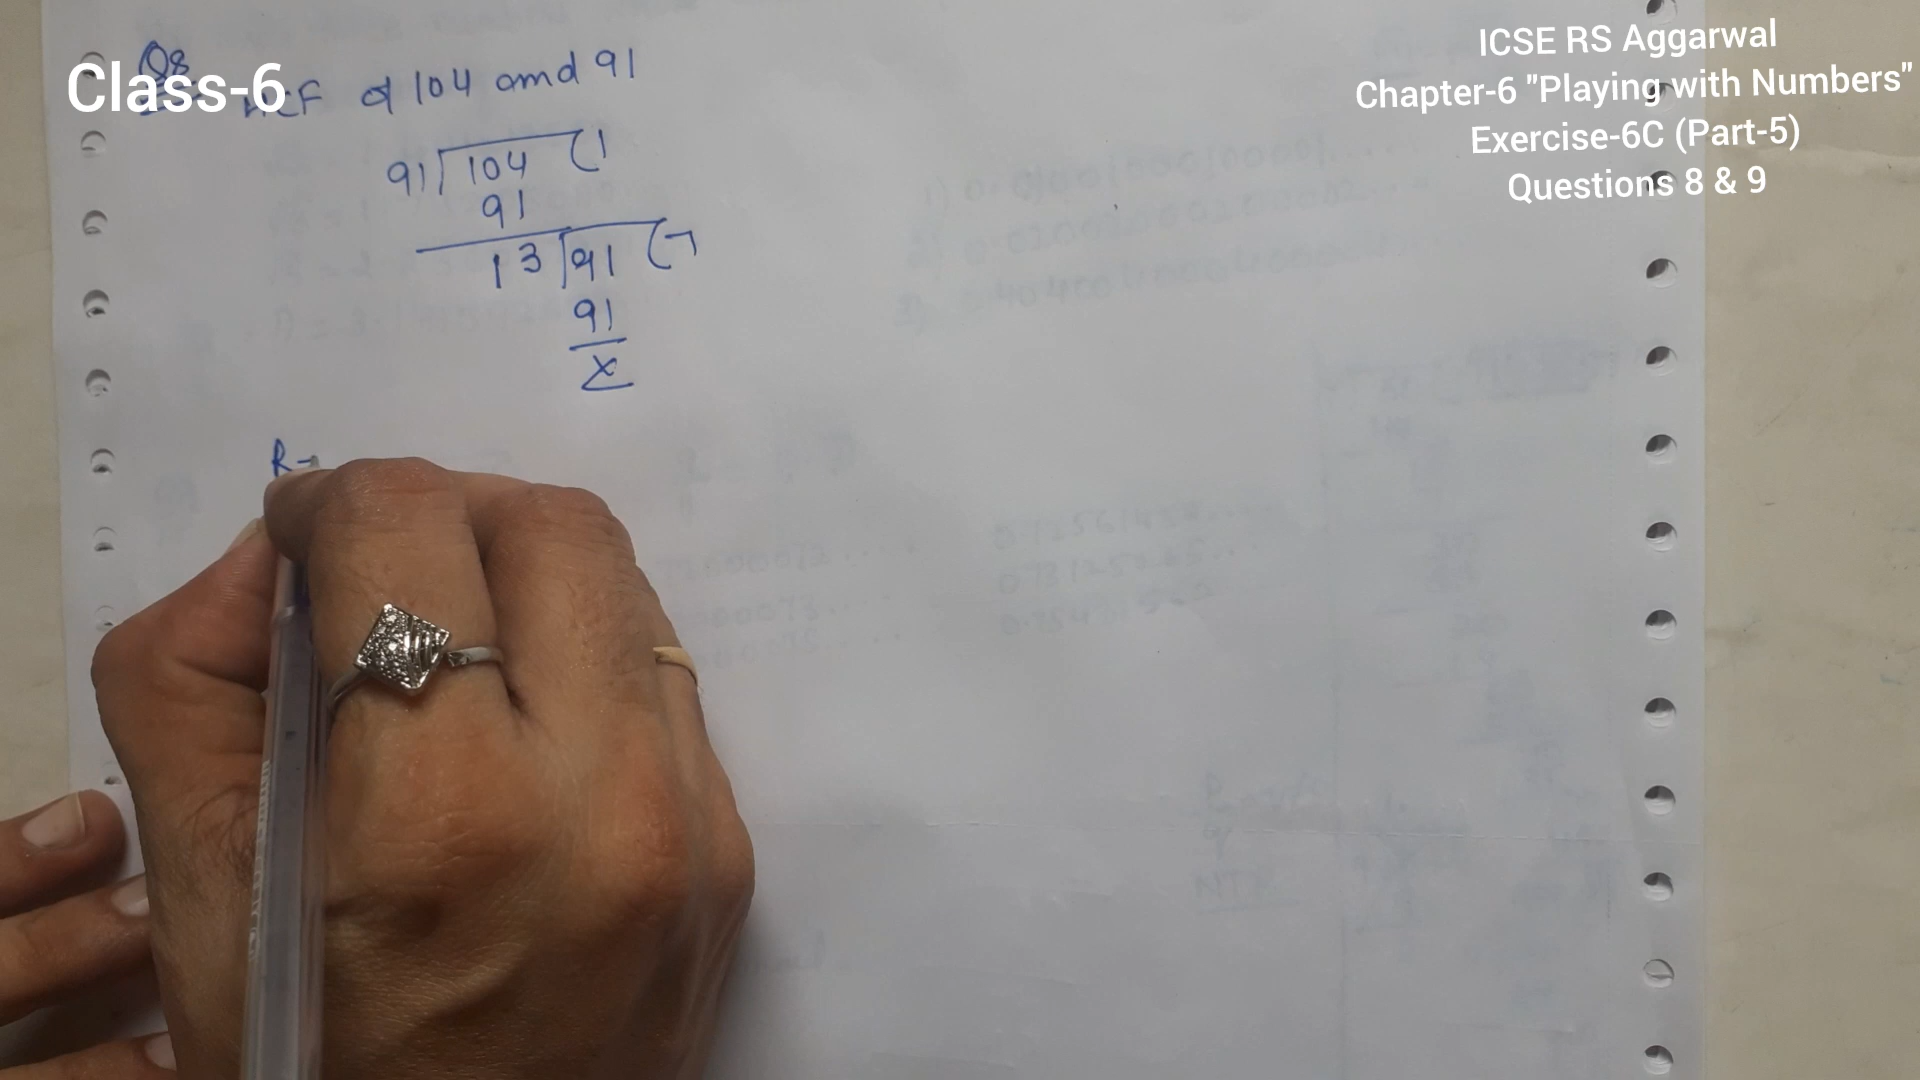 Q8
Class-6
HCF of 104 and 91
91 104 1
91
13 91 7
91
x
R
ICSE RS Aggarwal
Chapter-6 "Playing with Numbers"
Exercise-6C (Part-5)
Questions 8 & 9